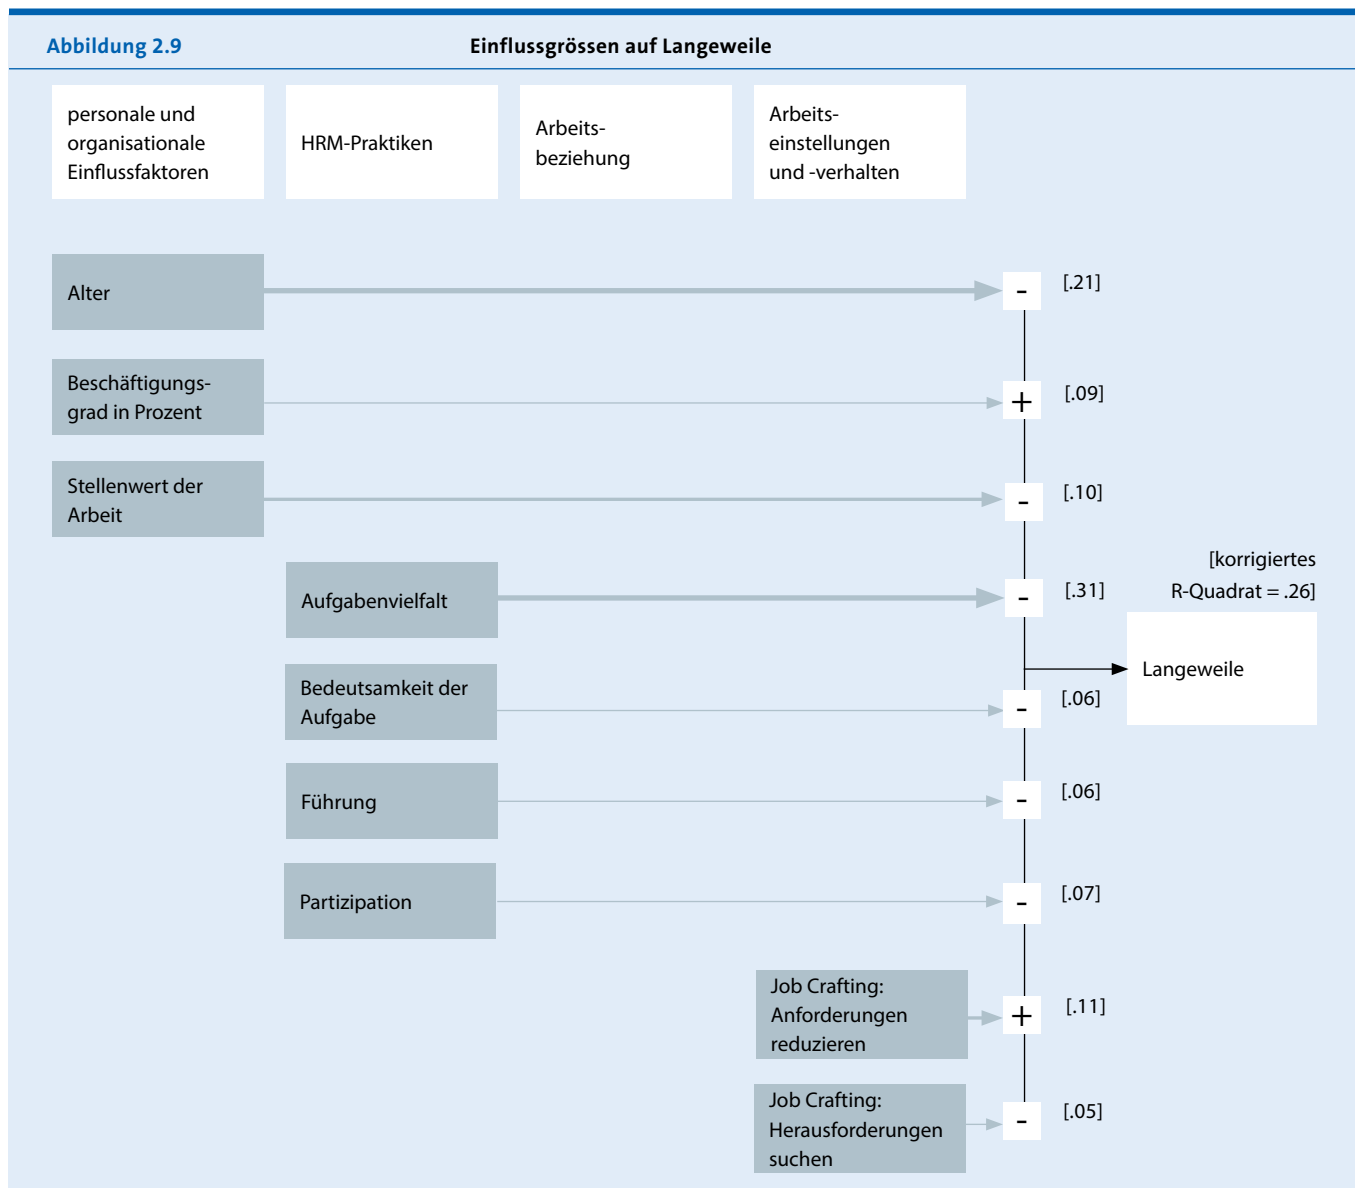 Abbildung 2.9
Einflussgrössen auf Langeweile
personale und
organisationale
Einflussfaktoren
HRM-Praktiken
Arbeits-
beziehung
Arbeits-
einstellungen
und -verhalten
Alter
-
[.21]
Beschäftigungs-
grad in Prozent
+
[.09]
Stellenwert der
Arbeit
-
[.10]
Aufgabenvielfalt
-
[.31]
[korrigiertes
R-Quadrat = .26]
Langeweile
Bedeutsamkeit der
Aufgabe
-
[.06]
Führung
-
[.06]
Partizipation
-
[.07]
Job Crafting:
Anforderungen
reduzieren
+
[.11]
Job Crafting:
Herausforderungen
suchen
-
[.05]